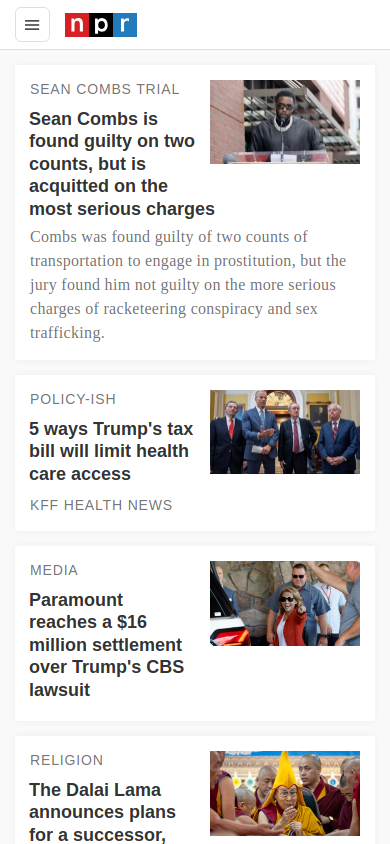 npr
SEAN COMBS TRIAL
Sean Combs is
found guilty on two
counts, but is
acquitted on the
most serious charges
Combs was found guilty of two counts of
transportation to engage in prostitution, but the
jury found him not guilty on the more serious
charges of racketeering conspiracy and sex
trafficking.
POLICY-ISH
5 ways Trump's tax
bill will limit health
care access
KFF HEALTH NEWS
MEDIA
Paramount
reaches a $16
million settlement
over Trump's CBS
lawsuit
RELIGION
The Dalai Lama
announces plans
for a successor,